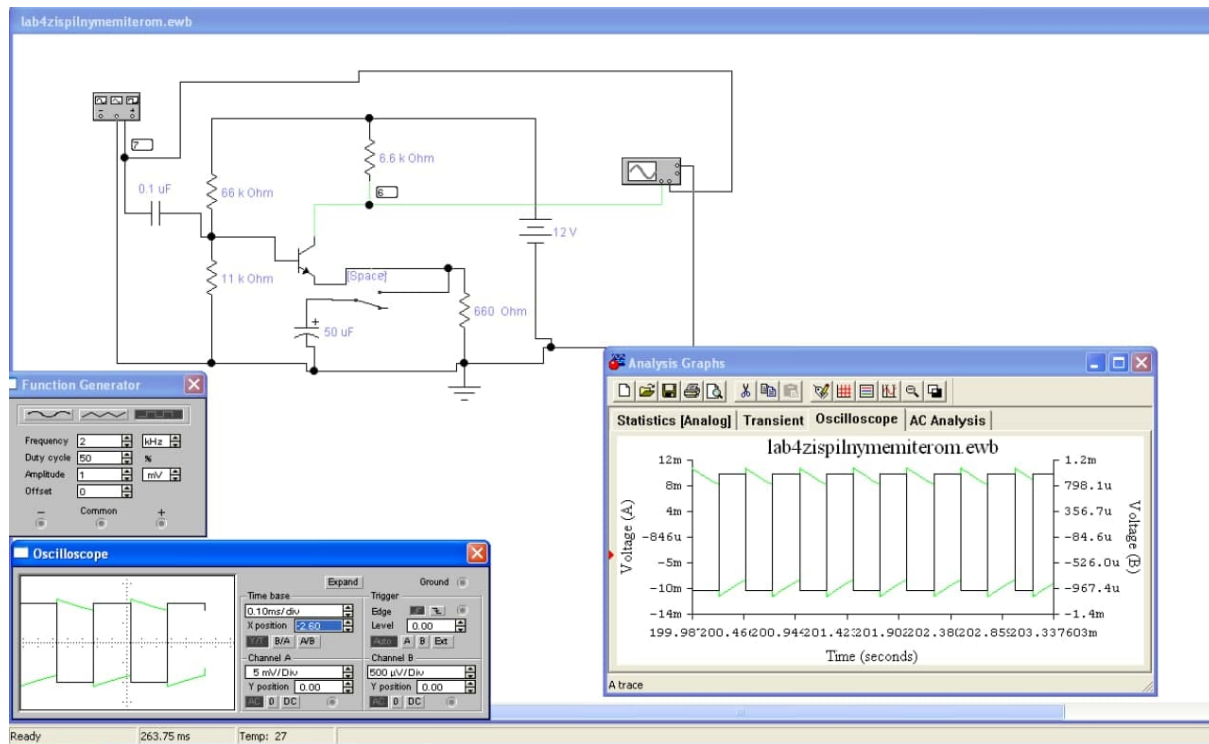 lab4zispilnymemiterom.ewb
7
0.1 uF
66 k Ohm
6.6 k Ohm
6
12 V
11 k Ohm
[Space]
50 uF
660 Ohm
Function Generator
Frequency 2 kHz
Duty cycle 50 %
Amplitude 1 mV
Offset 0
− Common +
Oscilloscope
Expand Ground
Time base Trigger
0.10ms/div Edge
X position -2.60 Level 0.00
Y/T B/A A/B Auto A B Ext
Channel A Channel B
5 mV/Div 500 µV/Div
Y position 0.00 Y position 0.00
AC 0 DC AC 0 DC
Analysis Graphs
Statistics [Analog] Transient Oscilloscope AC Analysis
lab4zispilnymemiterom.ewb
12m 1.2m
8m 798.1u
4m 356.7u
-846u -84.6u
-5m -526.0u
-10m -967.4u
-14m -1.4m
Voltage (A)
Voltage (B)
Time (seconds)
A trace
Ready 263.75 ms Temp: 27